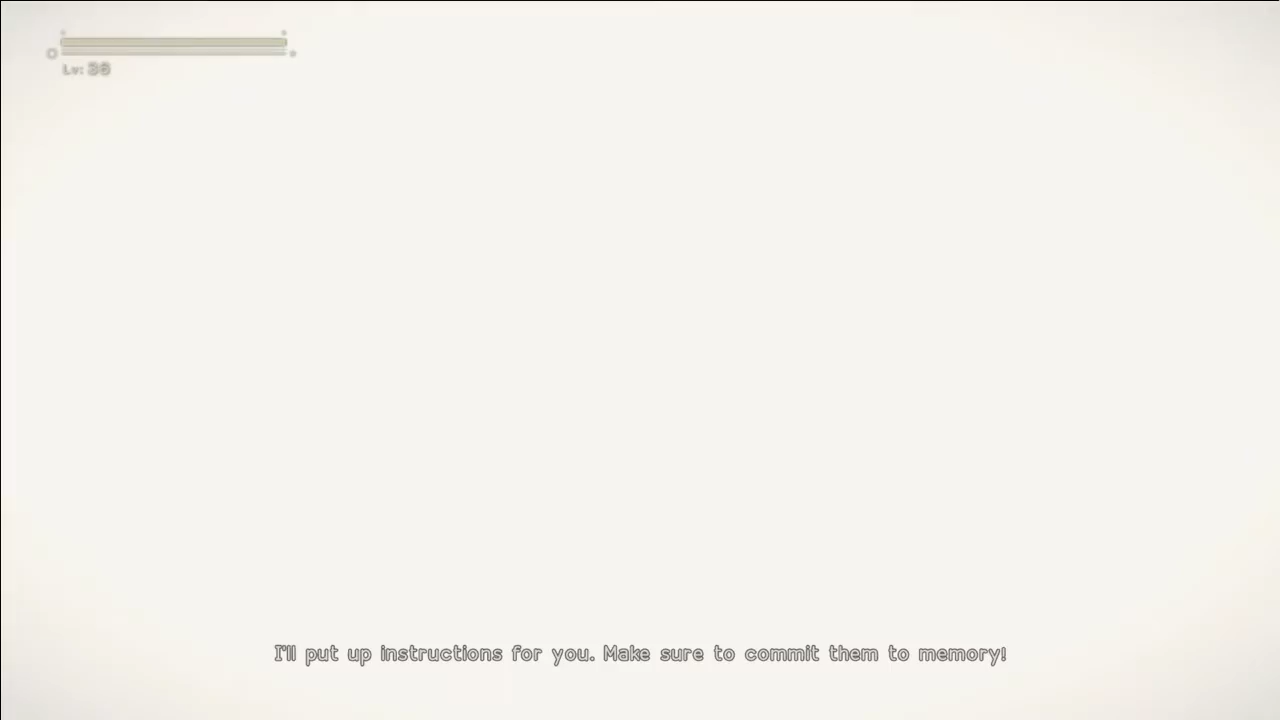 Lv: 36
I'll put up instructions for you. Make sure to commit them to memory!